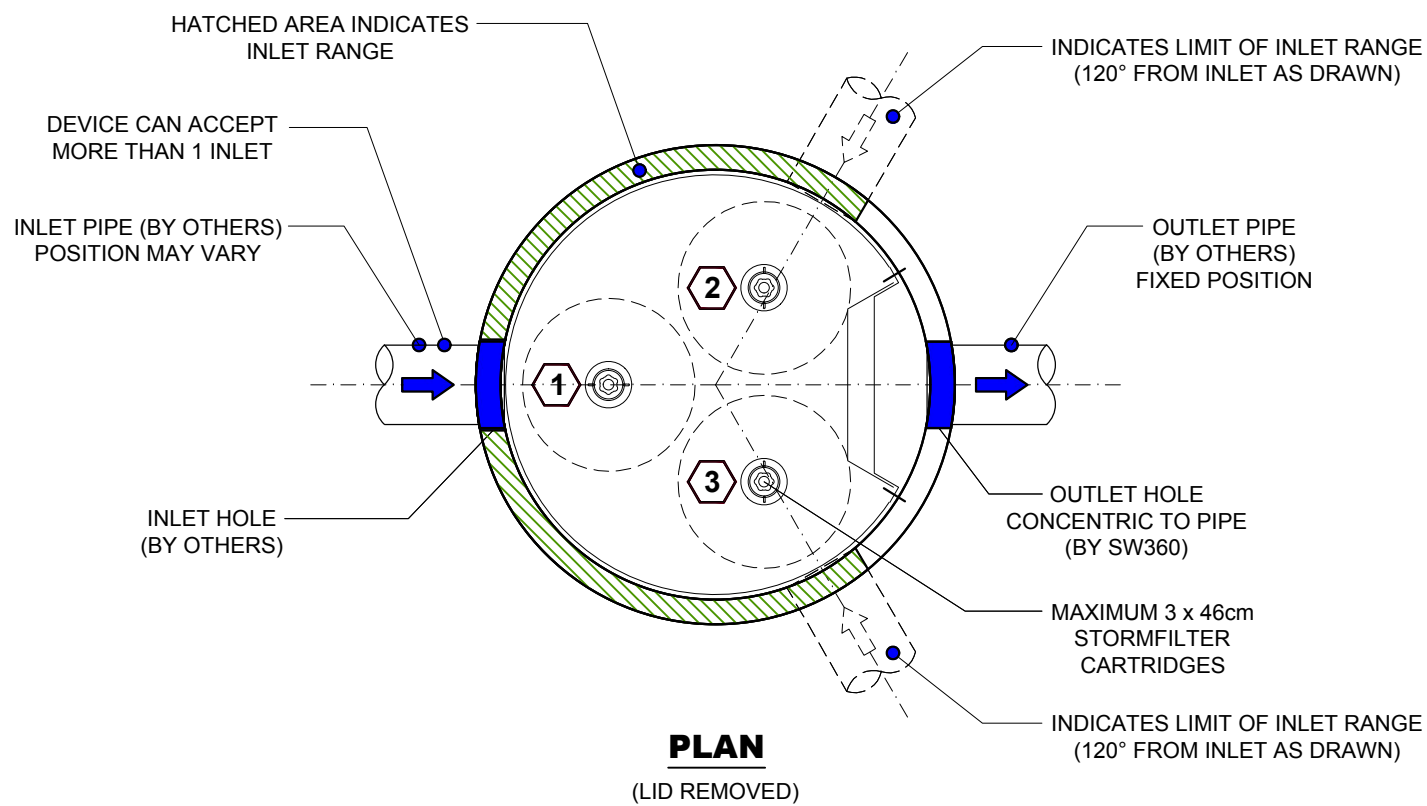 HATCHED AREA INDICATES
INLET RANGE
INDICATES LIMIT OF INLET RANGE
(120° FROM INLET AS DRAWN)
DEVICE CAN ACCEPT
MORE THAN 1 INLET
INLET PIPE (BY OTHERS)
POSITION MAY VARY
OUTLET PIPE
(BY OTHERS)
FIXED POSITION
2
1
3
INLET HOLE
(BY OTHERS)
OUTLET HOLE
CONCENTRIC TO PIPE
(BY SW360)
MAXIMUM 3 x 46cm
STORMFILTER
CARTRIDGES
INDICATES LIMIT OF INLET RANGE
(120° FROM INLET AS DRAWN)
PLAN
(LID REMOVED)